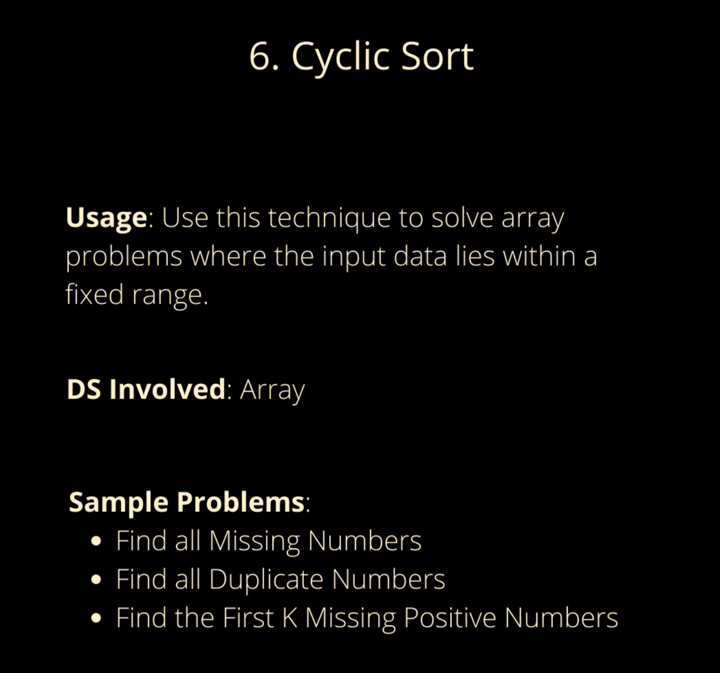 6. Cyclic Sort
Usage: Use this technique to solve array
problems where the input data lies within a
fixed range.
DS Involved: Array
Sample Problems:
• Find all Missing Numbers
• Find all Duplicate Numbers
• Find the First K Missing Positive Numbers